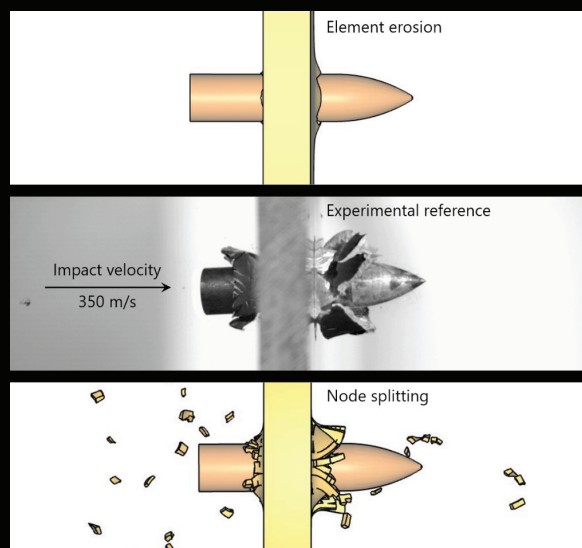 Element erosion
Experimental reference
Impact velocity
350 m/s
Node splitting